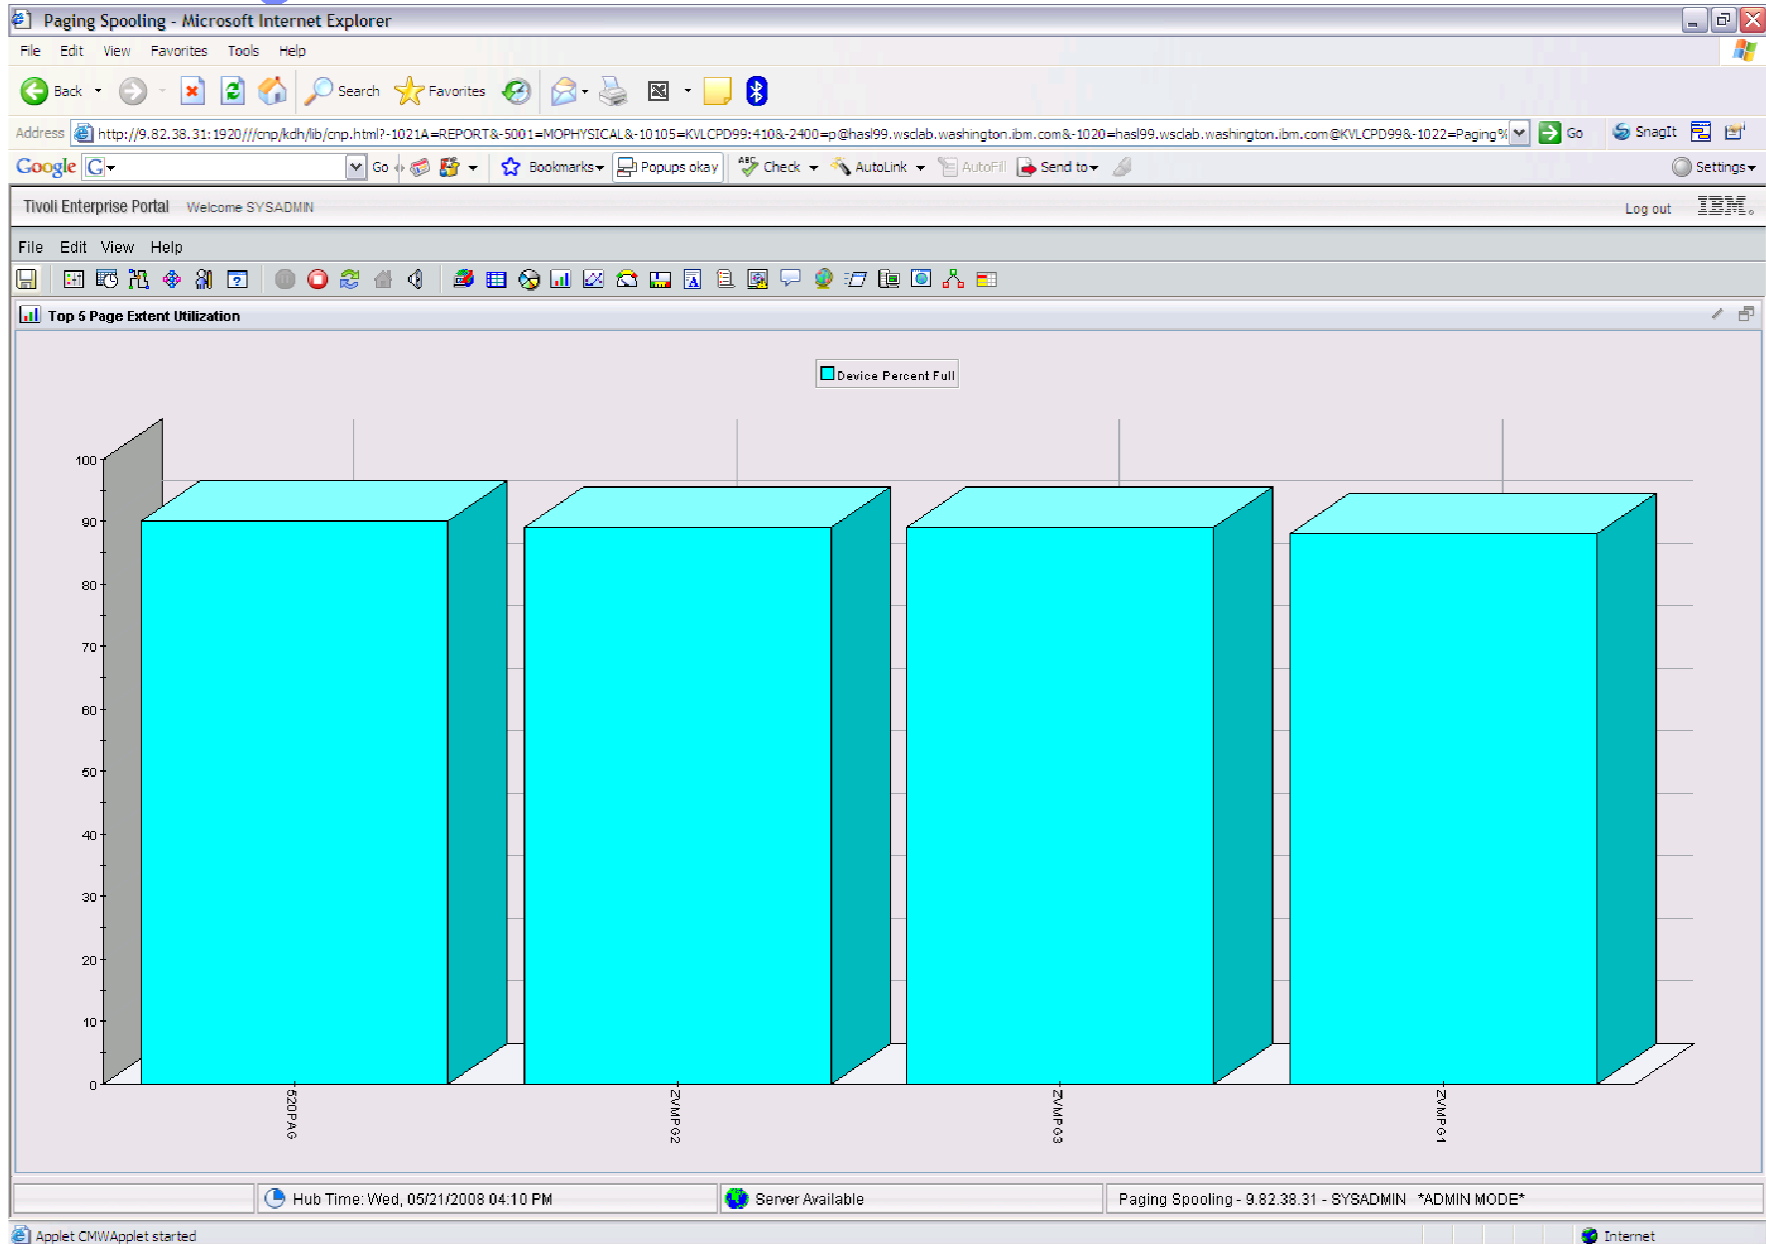 Paging Spooling - Microsoft Internet Explorer
File Edit View Favorites Tools Help
Back Search Favorites
Address http://9.82.38.31:1920///cnp/kdh/lib/cnp.html?-1021A=REPORT&-5001=MOPHYSICAL&-10105=KVLCPD99:410&-2400=p@hasl99.wsclab.washington.ibm.com&-1020=hasl99.wsclab.washington.ibm.com@KVLCPD99&-1022=Paging% Go SnagIt
Google G Go Bookmarks Popups okay Check AutoLink AutoFill Send to Settings
Tivoli Enterprise Portal Welcome SYSADMIN Log out IBM.
File Edit View Help
Top 5 Page Extent Utilization
Device Percent Full
100
90
80
70
60
50
40
30
20
10
0
520PAG
ZVMPG2
ZVMPG3
ZVMPG1
Hub Time: Wed, 05/21/2008 04:10 PM
Server Available
Paging Spooling - 9.82.38.31 - SYSADMIN *ADMIN MODE*
Applet CMWApplet started
Internet